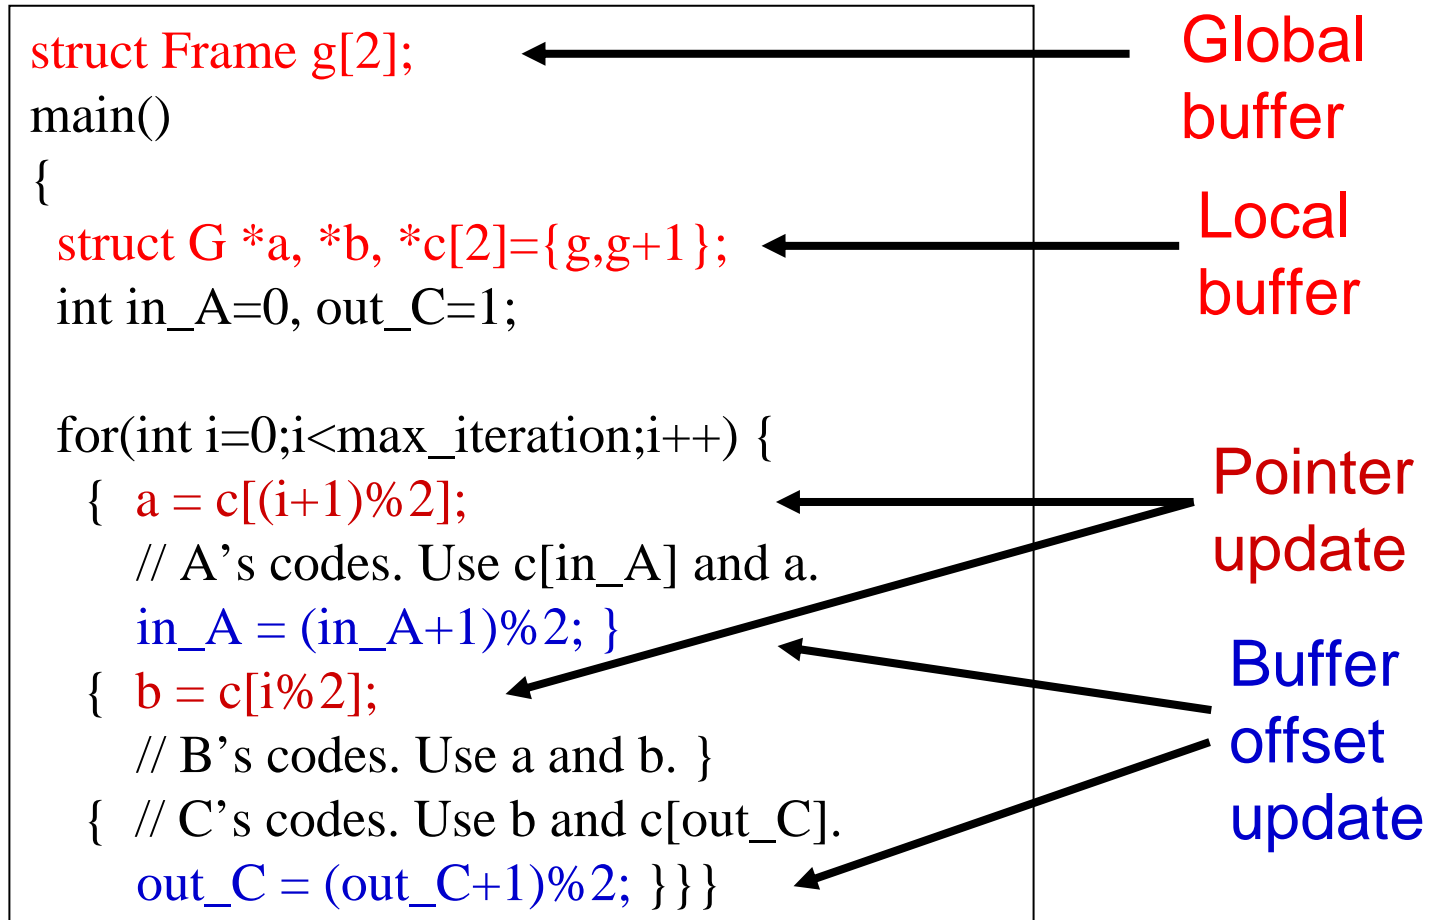 struct Frame g[2];
main()
{
struct G *a, *b, *c[2]={g,g+1};
int in_A=0, out_C=1;
for(int i=0;i<max_iteration;i++) {
{ a = c[(i+1)%2];
// A’s codes. Use c[in_A] and a.
in_A = (in_A+1)%2; }
{ b = c[i%2];
// B’s codes. Use a and b. }
{ // C’s codes. Use b and c[out_C].
out_C = (out_C+1)%2; }}}
Global
buffer
Local
buffer
Pointer
update
Buffer
offset
update